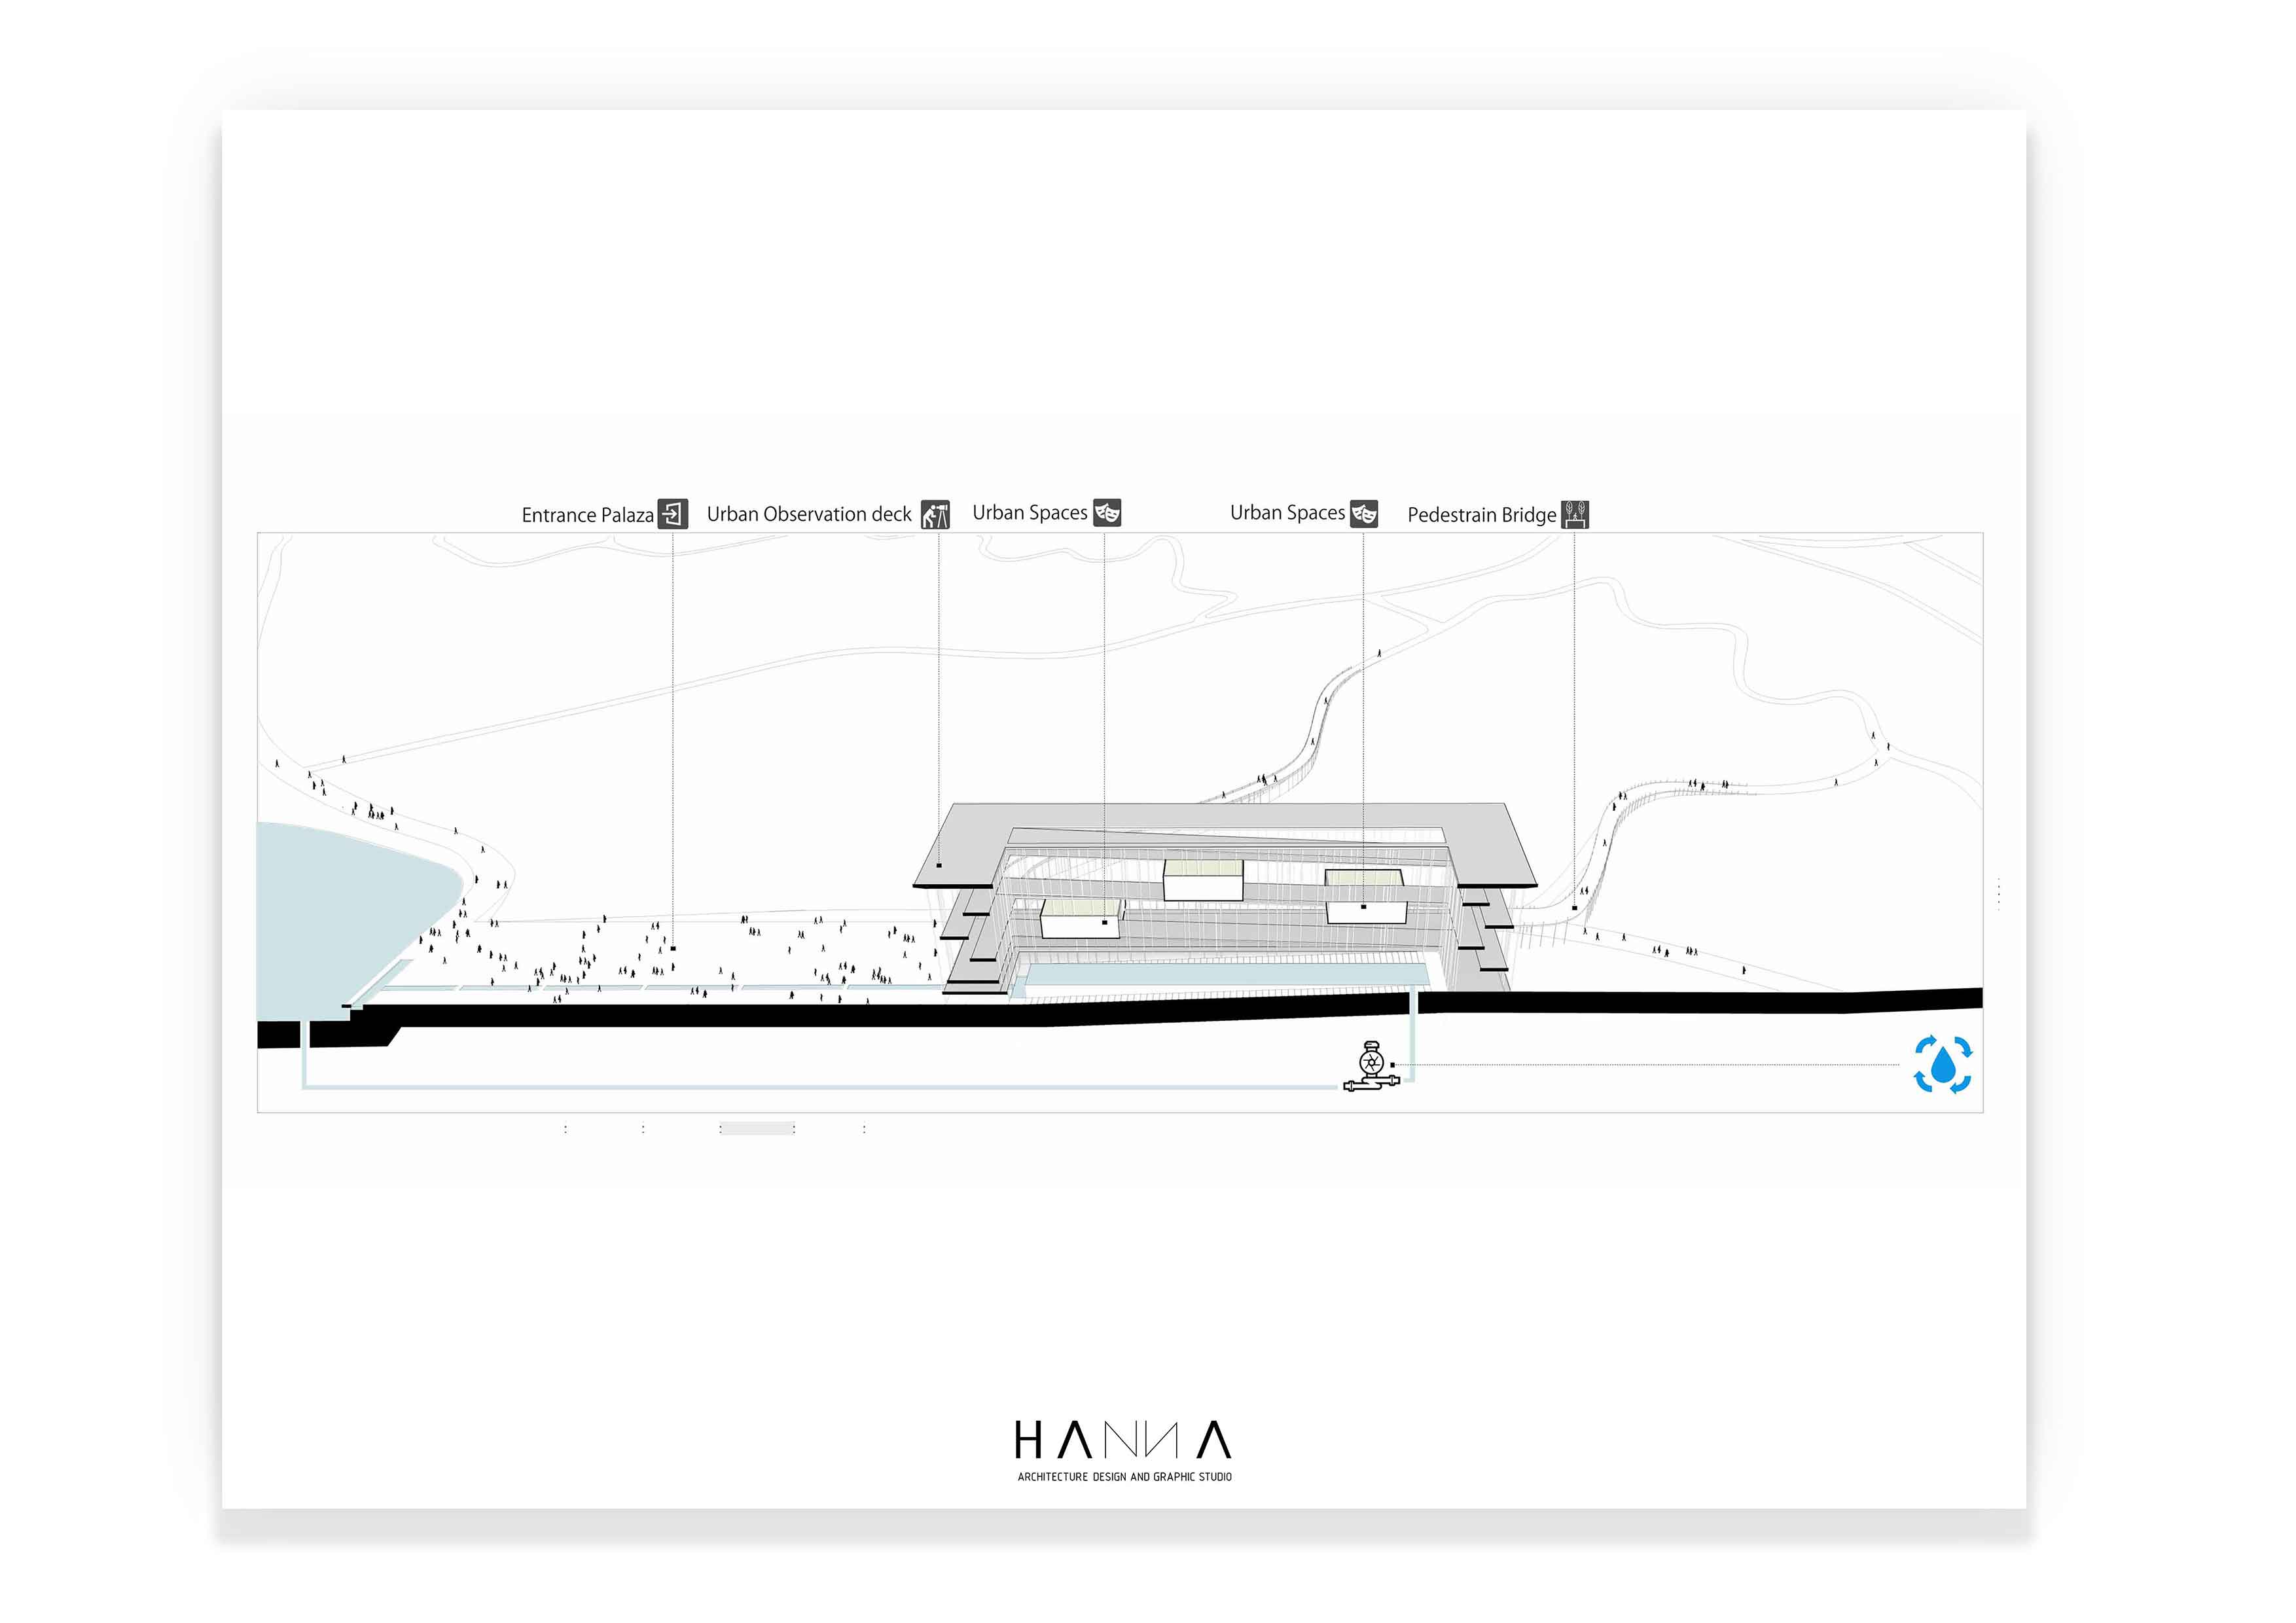 Entrance Palaza
Urban Observation deck
Urban Spaces
Urban Spaces
Pedestrain Bridge
HANNA
ARCHITECTURE DESIGN AND GRAPHIC STUDIO